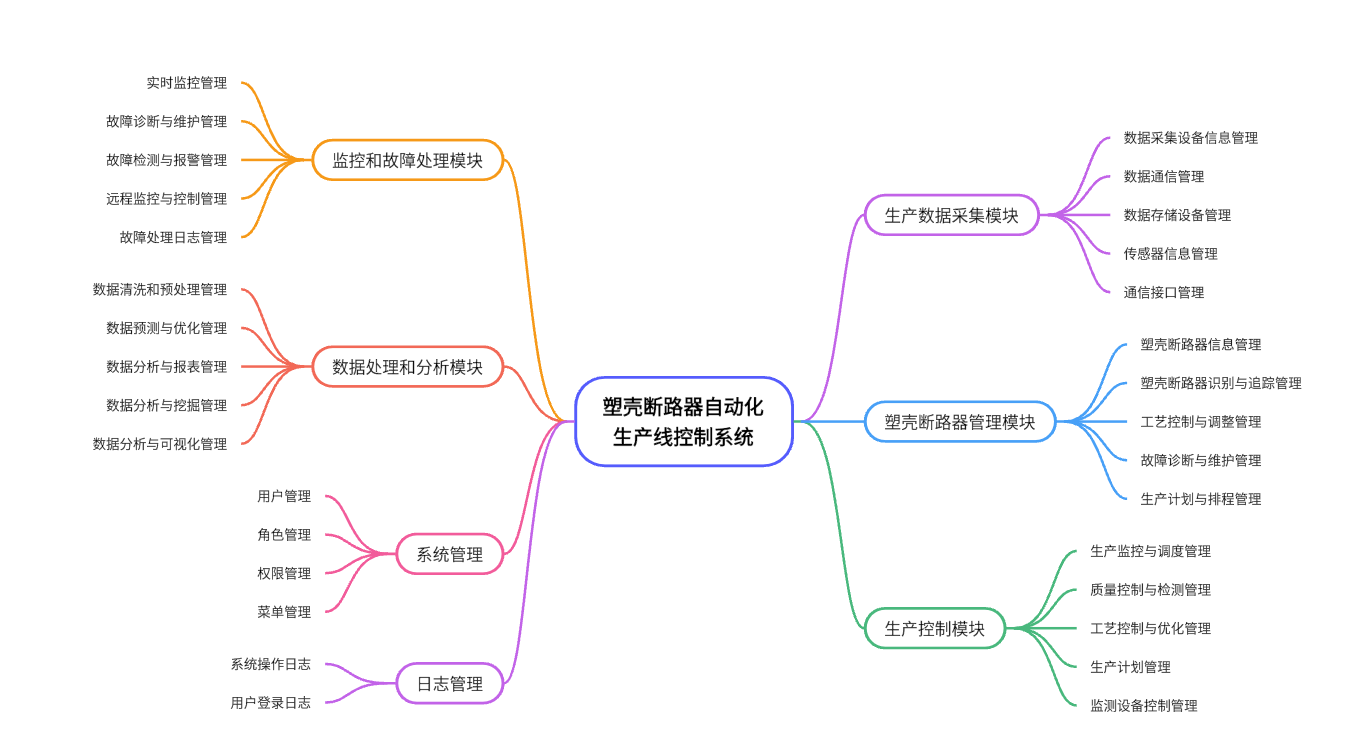 塑壳断路器自动化
生产线控制系统
监控和故障处理模块
实时监控管理
故障诊断与维护管理
故障检测与报警管理
远程监控与控制管理
故障处理日志管理
数据处理和分析模块
数据清洗和预处理管理
数据预测与优化管理
数据分析与报表管理
数据分析与挖掘管理
数据分析与可视化管理
系统管理
用户管理
角色管理
权限管理
菜单管理
日志管理
系统操作日志
用户登录日志
生产数据采集模块
数据采集设备信息管理
数据通信管理
数据存储设备管理
传感器信息管理
通信接口管理
塑壳断路器管理模块
塑壳断路器信息管理
塑壳断路器识别与追踪管理
工艺控制与调整管理
故障诊断与维护管理
生产计划与排程管理
生产控制模块
生产监控与调度管理
质量控制与检测管理
工艺控制与优化管理
生产计划管理
监测设备控制管理